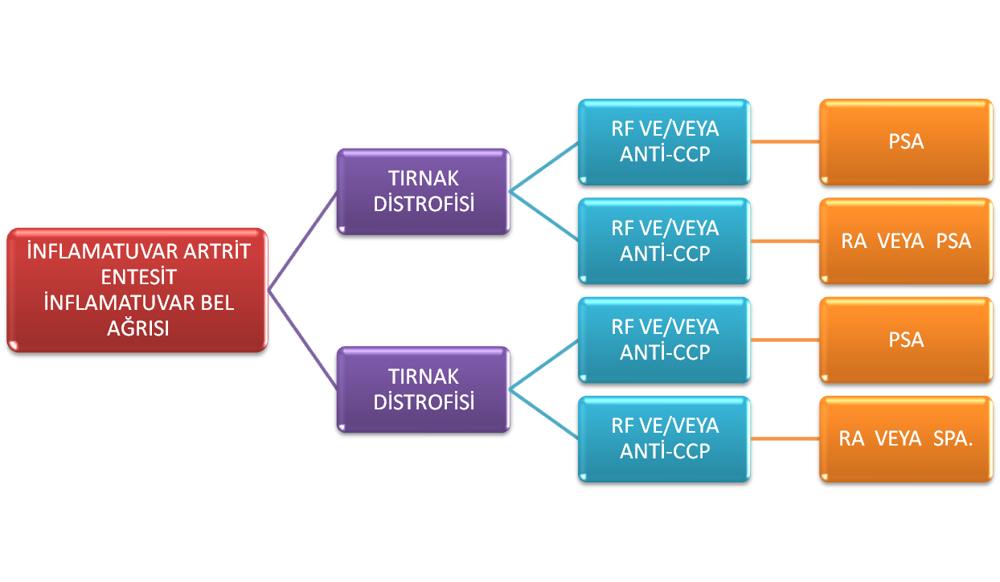 İNFLAMATUVAR ARTRİT
ENTESİT
İNFLAMATUVAR BEL
AĞRISI
TIRNAK
DİSTROFİSİ
RF VE/VEYA
ANTİ-CCP
PSA
RF VE/VEYA
ANTİ-CCP
RA VEYA PSA
TIRNAK
DİSTROFİSİ
RF VE/VEYA
ANTİ-CCP
PSA
RF VE/VEYA
ANTİ-CCP
RA VEYA SPA.